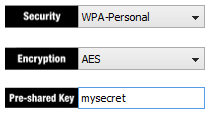 Security WPA-Personal
Encryption AES
Pre-shared Key mysecret